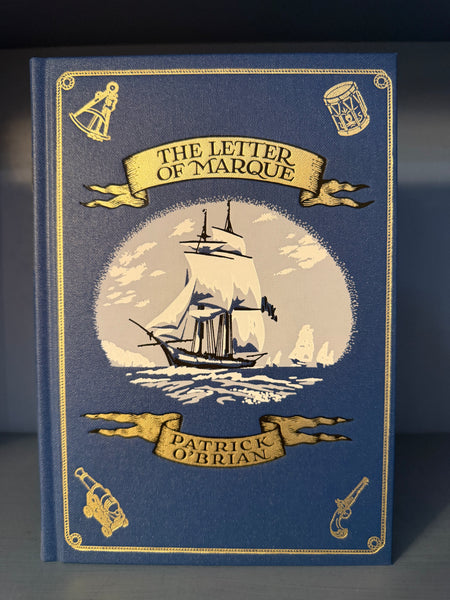 THE LETTER
OF MARQUE
PATRICK
O'BRIAN